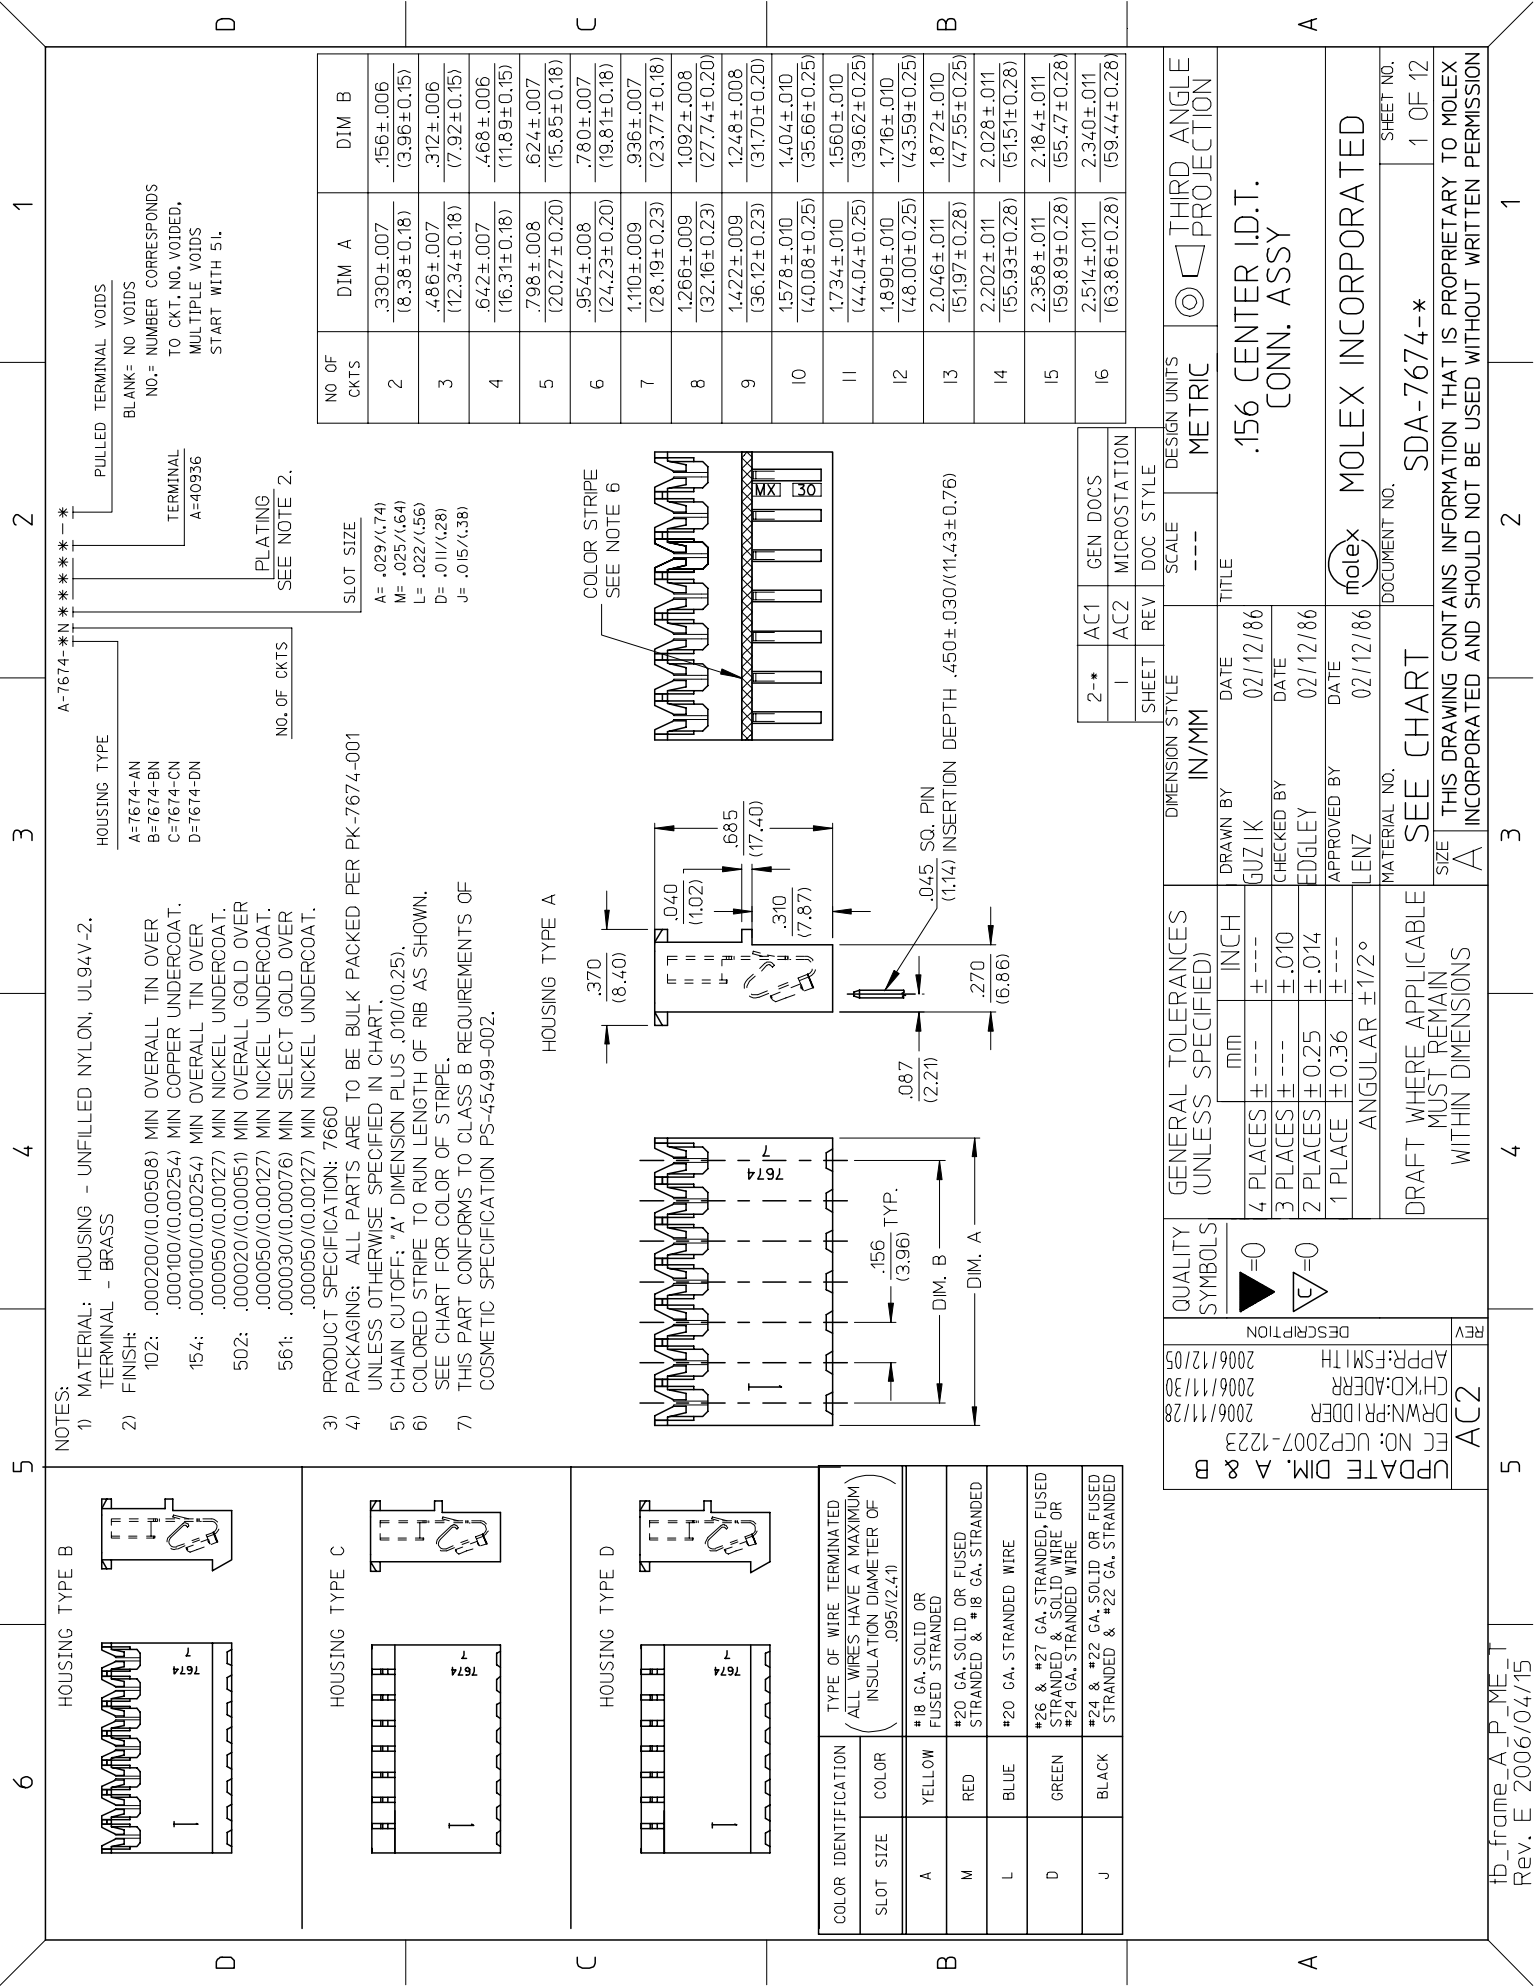 6
5
4
3
2
1
D
C
B
A
HOUSING TYPE B
7674
7
1
HOUSING TYPE C
7674
7
1
HOUSING TYPE D
7674
7
1
COLOR IDENTIFICATION
TYPE OF WIRE TERMINATED
(ALL WIRES HAVE A MAXIMUM
INSULATION DIAMETER OF
.095/(2.41)
SLOT SIZE COLOR
A YELLOW #18 GA. SOLID OR
FUSED STRANDED
M RED #20 GA. SOLID OR FUSED
STRANDED & #18 GA. STRANDED
L BLUE #20 GA. STRANDED WIRE
D GREEN #26 & #27 GA. STRANDED, FUSED
STRANDED & SOLID WIRE OR
#24 GA. STRANDED WIRE
J BLACK #24 & #22 GA. SOLID OR FUSED
STRANDED & #22 GA. STRANDED
NOTES:
1) MATERIAL: HOUSING - UNFILLED NYLON, UL94V-2.
TERMINAL - BRASS
2) FINISH:
102: .000200/(0.00508) MIN OVERALL TIN OVER
.000100/(0.00254) MIN COPPER UNDERCOAT.
154: .000100/(0.00254) MIN OVERALL TIN OVER
.000050/(0.00127) MIN NICKEL UNDERCOAT.
502: .000020/(0.00051) MIN OVERALL GOLD OVER
.000050/(0.00127) MIN NICKEL UNDERCOAT.
561: .000030/(0.00076) MIN SELECT GOLD OVER
.000050/(0.00127) MIN NICKEL UNDERCOAT.
3) PRODUCT SPECIFICATION: 7660
4) PACKAGING: ALL PARTS ARE TO BE BULK PACKED PER PK-7674-001
UNLESS OTHERWISE SPECIFIED IN CHART.
5) CHAIN CUTOFF: "A" DIMENSION PLUS .010/(0.25).
6) COLORED STRIPE TO RUN LENGTH OF RIB AS SHOWN.
SEE CHART FOR COLOR OF STRIPE.
7) THIS PART CONFORMS TO CLASS B REQUIREMENTS OF
COSMETIC SPECIFICATION PS-45499-002.
A-7674-*N****-*
HOUSING TYPE
A=7674-AN
B=7674-BN
C=7674-CN
D=7674-DN
NO. OF CKTS
SLOT SIZE
A= .029/(.74)
M= .025/(.64)
L= .022/(.56)
D= .011/(.28)
J= .015/(.38)
PLATING
SEE NOTE 2.
TERMINAL
A=40936
PULLED TERMINAL VOIDS
BLANK= NO VOIDS
NO.= NUMBER CORRESPONDS
TO CKT. NO. VOIDED.
MULTIPLE VOIDS
START WITH 51.
NO OF CKTS DIM A DIM B
2 .330±.007 (8.38±0.18) .156±.006 (3.96±0.15)
3 .486±.007 (12.34±0.18) .312±.006 (7.92±0.15)
4 .642±.007 (16.31±0.18) .468±.006 (11.89±0.15)
5 .798±.008 (20.27±0.20) .624±.007 (15.85±0.18)
6 .954±.008 (24.23±0.20) .780±.007 (19.81±0.18)
7 1.110±.009 (28.19±0.23) .936±.007 (23.77±0.18)
8 1.266±.009 (32.16±0.23) 1.092±.008 (27.74±0.20)
9 1.422±.009 (36.12±0.23) 1.248±.008 (31.70±0.20)
10 1.578±.010 (40.08±0.25) 1.404±.010 (35.66±0.25)
11 1.734±.010 (44.04±0.25) 1.560±.010 (39.62±0.25)
12 1.890±.010 (48.00±0.25) 1.716±.010 (43.59±0.25)
13 2.046±.011 (51.97±0.28) 1.872±.010 (47.55±0.25)
14 2.202±.011 (55.93±0.28) 2.028±.011 (51.51±0.28)
15 2.358±.011 (59.89±0.28) 2.184±.011 (55.47±0.28)
16 2.514±.011 (63.86±0.28) 2.340±.011 (59.44±0.28)
HOUSING TYPE A
7674
7
1
.156 TYP.
(3.96)
DIM. B
DIM. A
.370
(8.40)
.040
(1.02)
.685
(17.40)
.310
(7.87)
.087
(2.21)
.270
(6.86)
.045 SQ. PIN
(1.14) INSERTION DEPTH .450±.030/(11.43±0.76)
COLOR STRIPE
SEE NOTE 6
MX 30
2-* AC1 GEN DOCS
1 AC2 MICROSTATION
SHEET REV DOC STYLE
UPDATE DIM. A & B
EC NO: UCP2007-1223
DRWN:PRIDDER 2006/11/28
CH'KD:ADERR 2006/11/30
APPR:FSMITH 2006/12/05
DESCRIPTION
REV
AC2
QUALITY
SYMBOLS
=0
C =0
GENERAL TOLERANCES
(UNLESS SPECIFIED)
mm INCH
4 PLACES ±---- ±----
3 PLACES ±---- ±.010
2 PLACES ±0.25 ±.014
1 PLACE ±0.36 ±---
ANGULAR ±1/2°
DRAFT WHERE APPLICABLE
MUST REMAIN
WITHIN DIMENSIONS
DIMENSION STYLE
IN/MM
SCALE
---
DESIGN UNITS
METRIC
THIRD ANGLE
PROJECTION
DRAWN BY DATE
GUZIK 02/12/86
CHECKED BY DATE
EDGLEY 02/12/86
APPROVED BY DATE
LENZ 02/12/86
TITLE
.156 CENTER I.D.T.
CONN. ASSY
molex MOLEX INCORPORATED
MATERIAL NO.
SEE CHART
DOCUMENT NO.
SDA-7674-*
SHEET NO.
1 OF 12
SIZE
A
THIS DRAWING CONTAINS INFORMATION THAT IS PROPRIETARY TO MOLEX
INCORPORATED AND SHOULD NOT BE USED WITHOUT WRITTEN PERMISSION
6
5
4
3
2
1
D
C
B
A
tb_frame_A_P_ME_T
Rev. E 2006/04/15